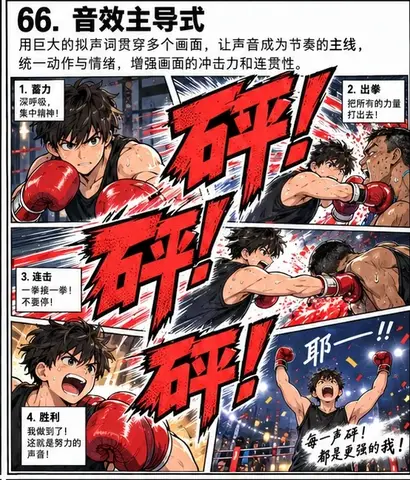 66. 音效主导式
用巨大的拟声词贯穿多个画面，让声音成为节奏的主线，
统一动作与情绪，增强画面的冲击力和连贯性。
1. 蓄力
深呼吸，
集中精神！
砰！
2. 出拳
把所有的力量
打出去！
砰！
3. 连击
一拳接一拳！
不要停！
砰！
4. 胜利
我做到了！
这就是努力的
声音！
耶——!!
每一声砰！
都是更强的我！